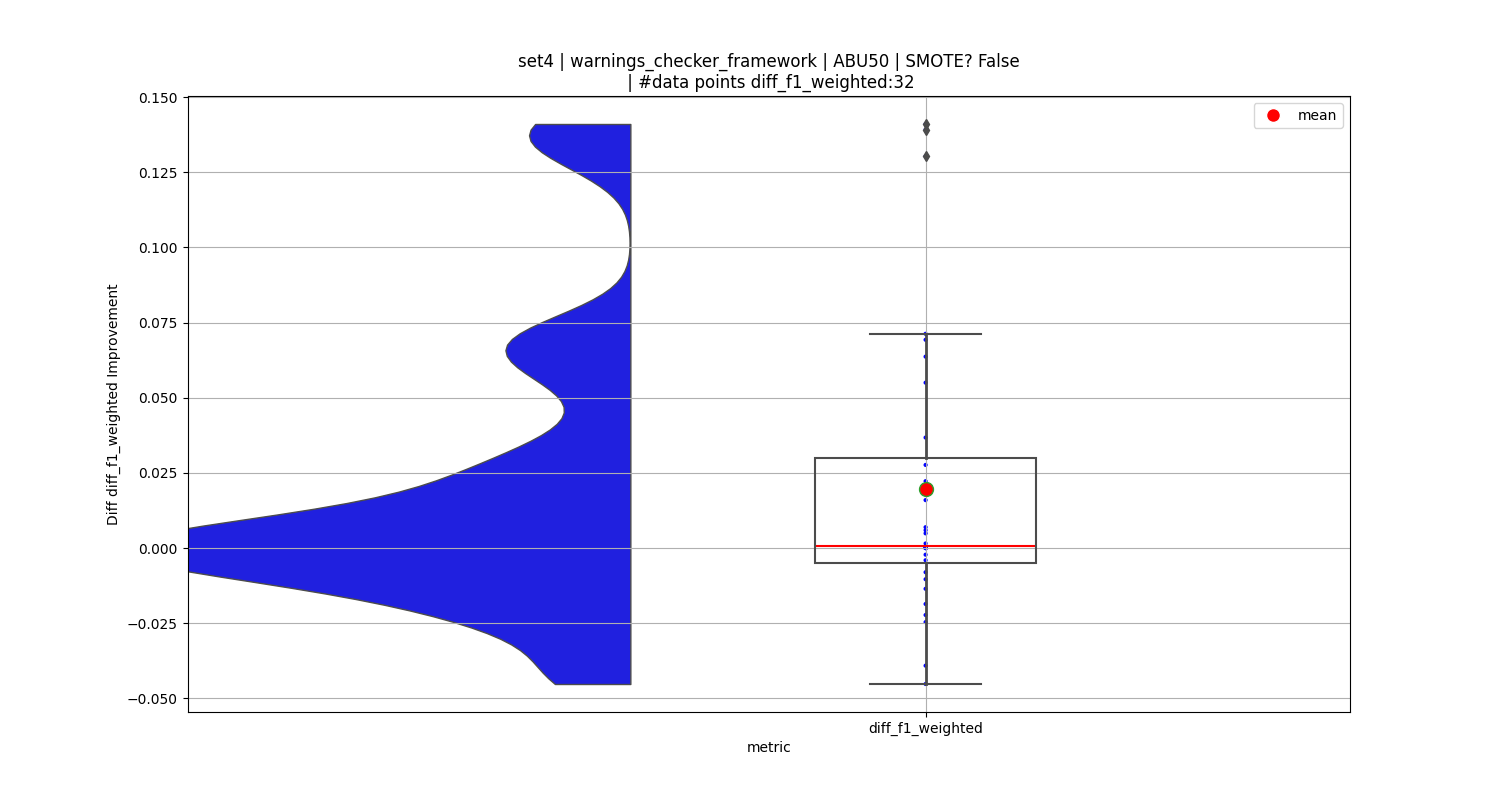 set4 | warnings_checker_framework | ABU50 | SMOTE? False
| #data points diff_f1_weighted:32
mean
0.150
0.125
0.100
0.075
0.050
0.025
0.000
−0.025
−0.050
Diff diff_f1_weighted Improvement
diff_f1_weighted
metric